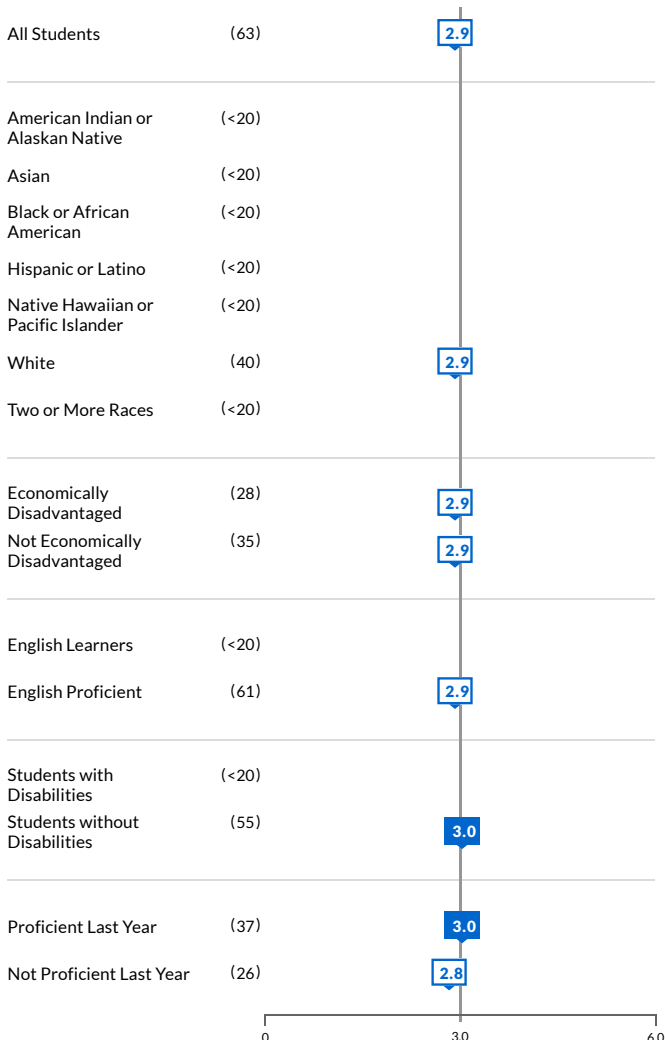 All Students (63) 2.9
American Indian or
Alaskan Native (<20)
Asian (<20)
Black or African
American (<20)
Hispanic or Latino (<20)
Native Hawaiian or
Pacific Islander (<20)
White (40) 2.9
Two or More Races (<20)
Economically
Disadvantaged (28) 2.9
Not Economically
Disadvantaged (35) 2.9
English Learners (<20)
English Proficient (61) 2.9
Students with
Disabilities (<20)
Students without
Disabilities (55) 3.0
Proficient Last Year (37) 3.0
Not Proficient Last Year (26) 2.8
0 3.0 6.0